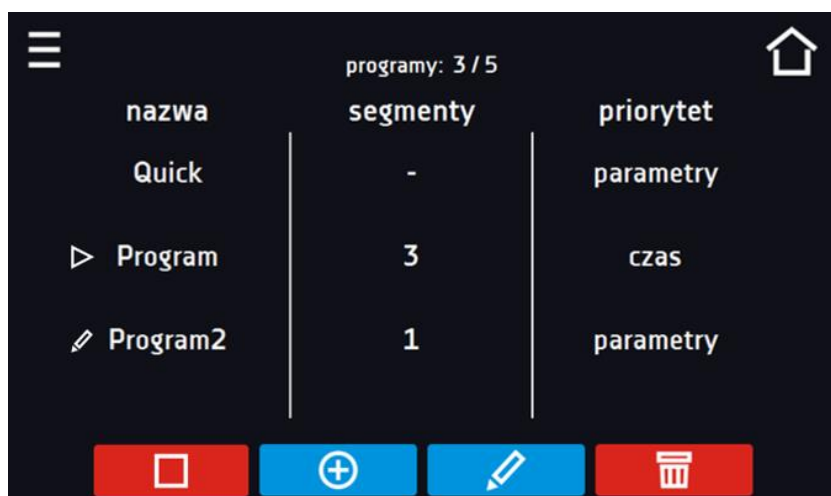 programy: 3 / 5
nazwa segmenty priorytet
Quick - parametry
Program 3 czas
Program2 1 parametry